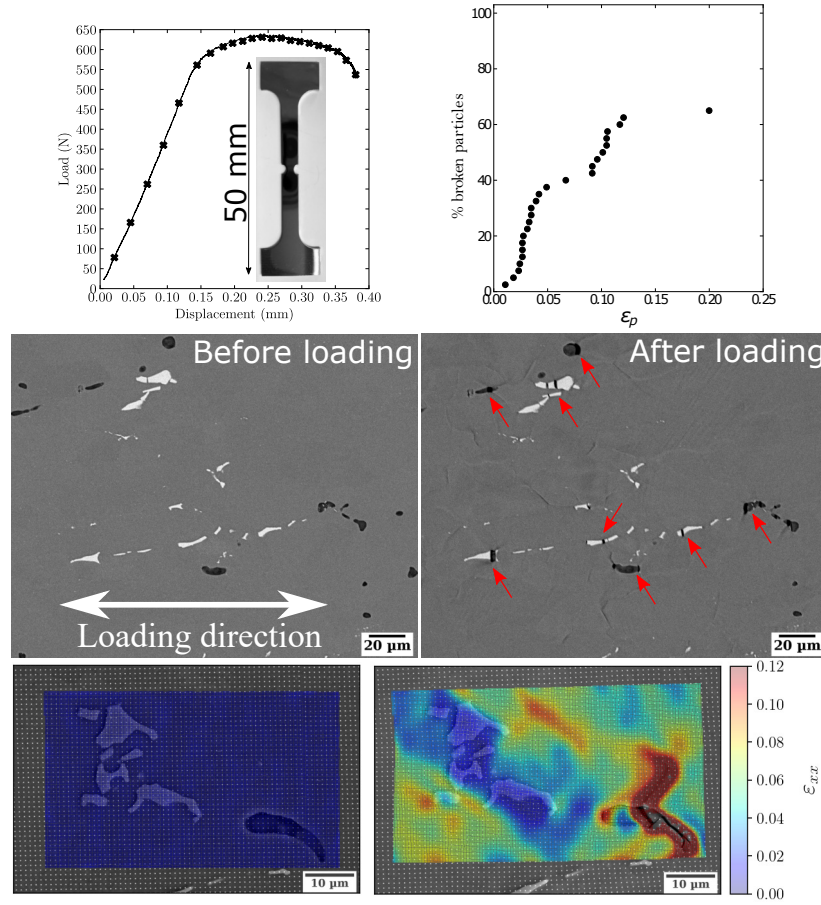 650
600
550
500
450
400
350
300
250
200
150
100
50
0
Load (N)
50 mm
0.00 0.05 0.10 0.15 0.20 0.25 0.30 0.35 0.40
Displacement (mm)
100
80
60
40
20
0
% broken particles
0.00 0.05 0.10 0.15 0.20 0.25
εp
Before loading
Loading direction
20 µm
After loading
20 µm
10 µm
10 µm
0.12
0.10
0.08
0.06
0.04
0.02
0.00
εxx